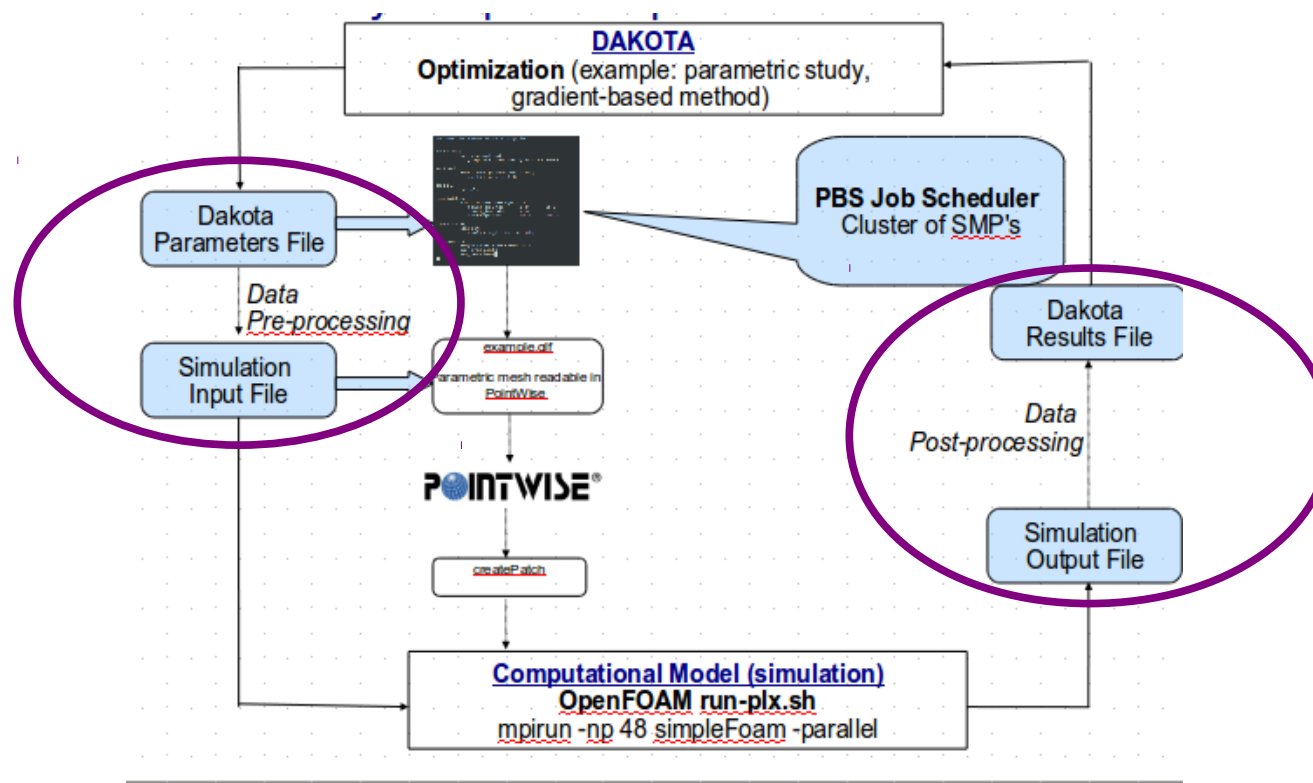 DAKOTA
Optimization (example: parametric study,
gradient-based method)
Dakota
Parameters File
PBS Job Scheduler
Cluster of SMP's
Data
Pre-processing
Dakota
Results File
Simulation
Input File
example.glf
Parametric mesh readable in
PointWise
Data
Post-processing
POINTWISE®
Simulation
Output File
createPatch
Computational Model (simulation)
OpenFOAM run-plx.sh
mpirun -np 48 simpleFoam -parallel